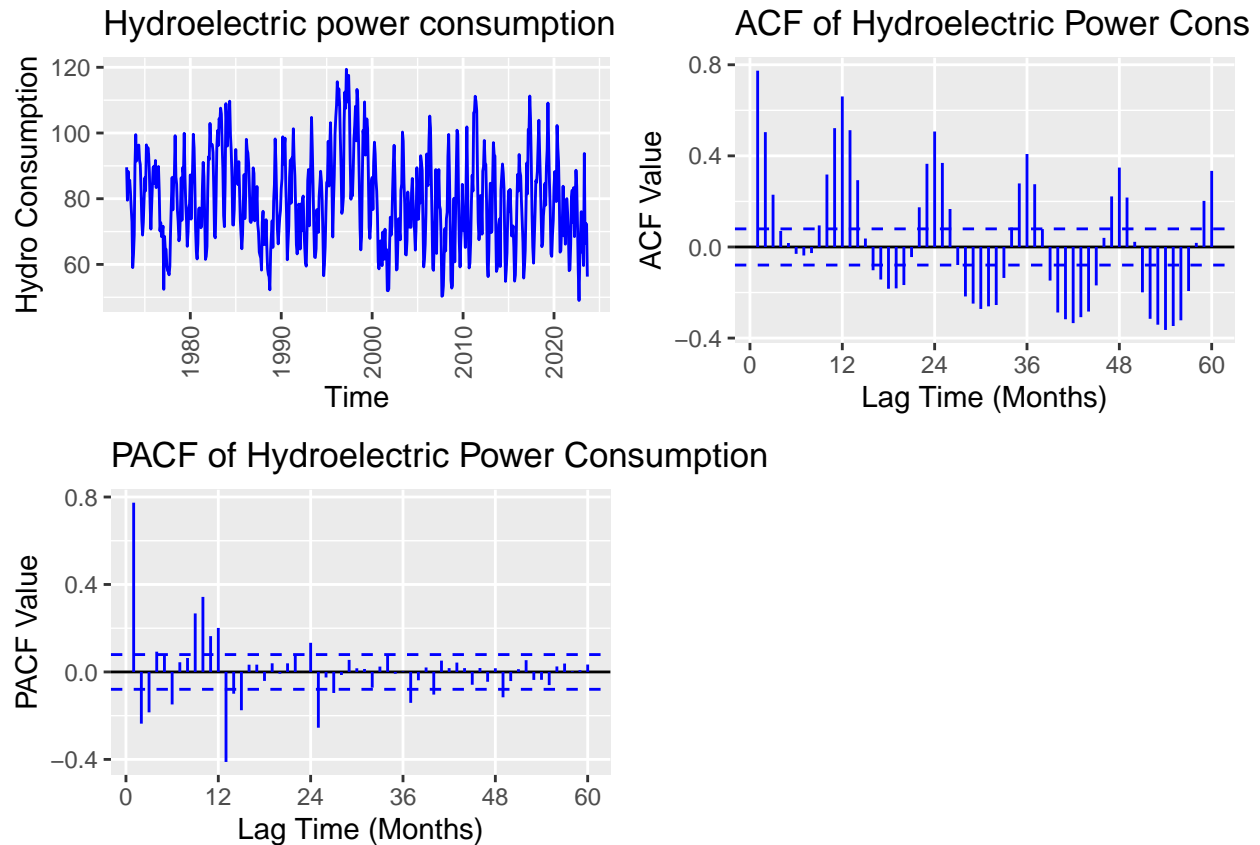 Hydroelectric power consumption
120
100
80
60
Hydro Consumption
1980
1990
2000
2010
2020
Time
ACF of Hydroelectric Power Cons
0.8
0.4
0.0
−0.4
ACF Value
0 12 24 36 48 60
Lag Time (Months)
PACF of Hydroelectric Power Consumption
0.8
0.4
0.0
−0.4
PACF Value
0 12 24 36 48 60
Lag Time (Months)